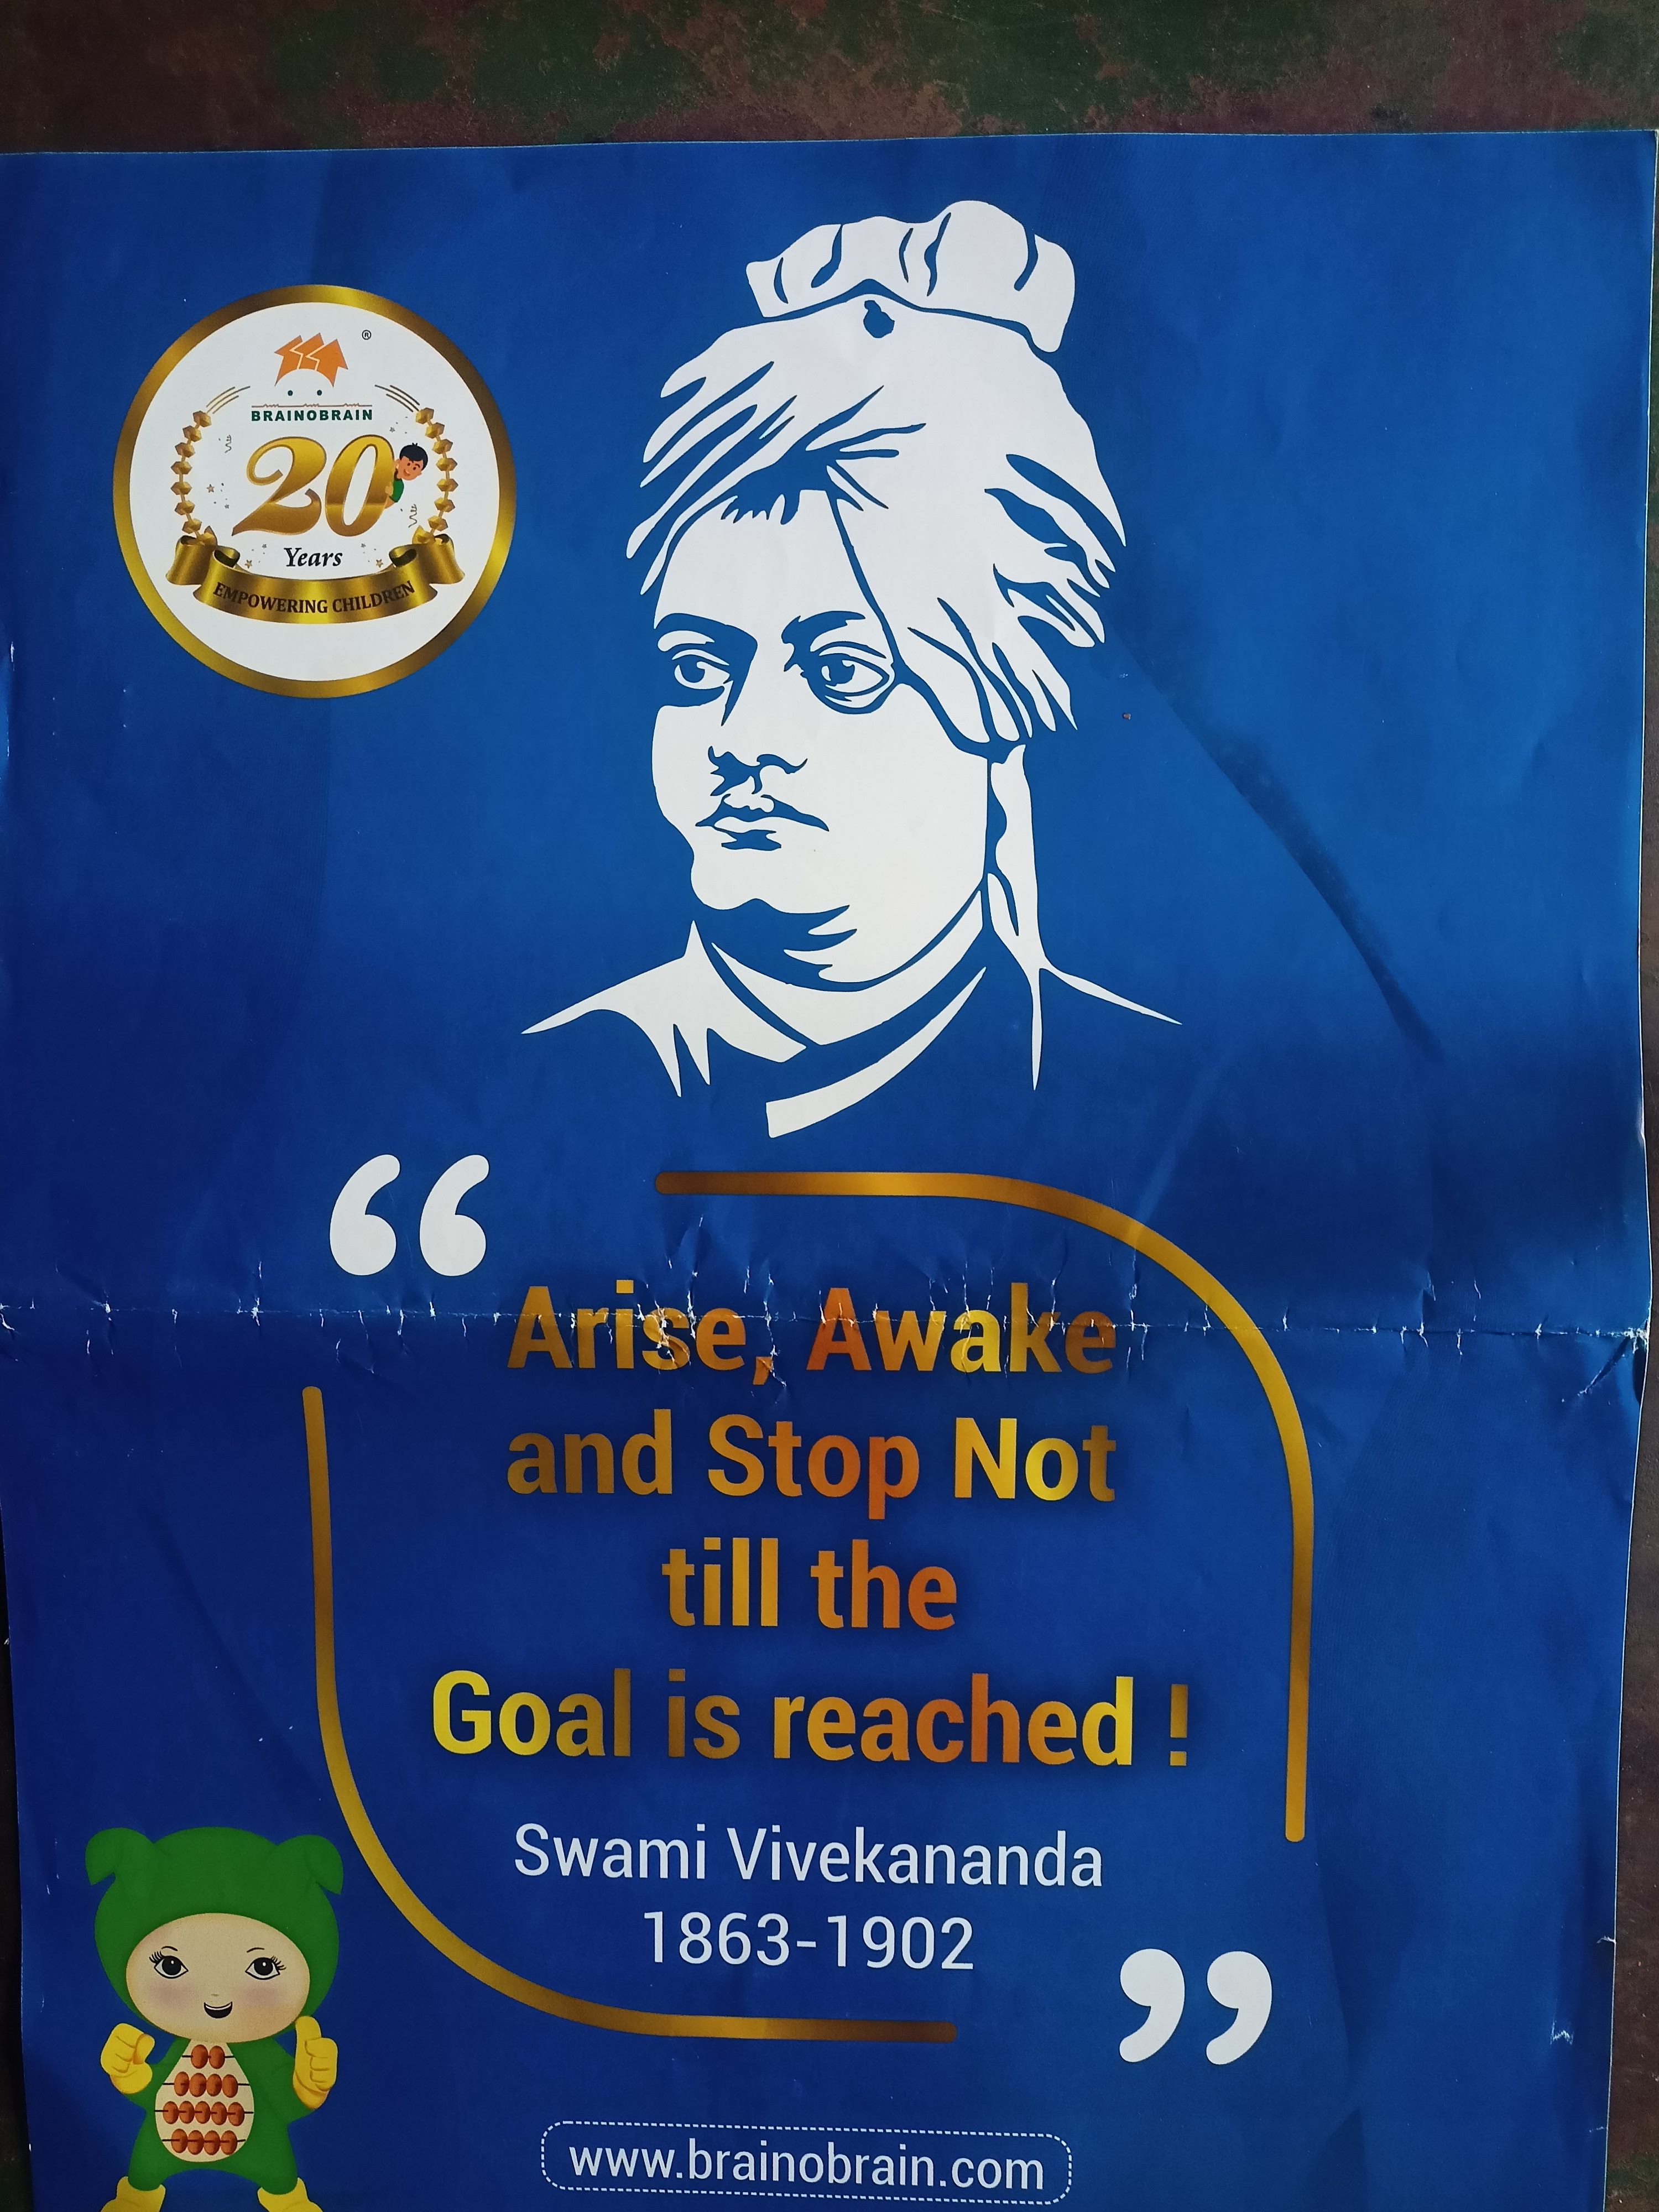 ®
BRAINOBRAIN
20
Years
EMPOWERING CHILDREN
“
Arise, Awake
and Stop Not
till the
Goal is reached !
Swami Vivekananda
1863-1902
”
www.brainobrain.com